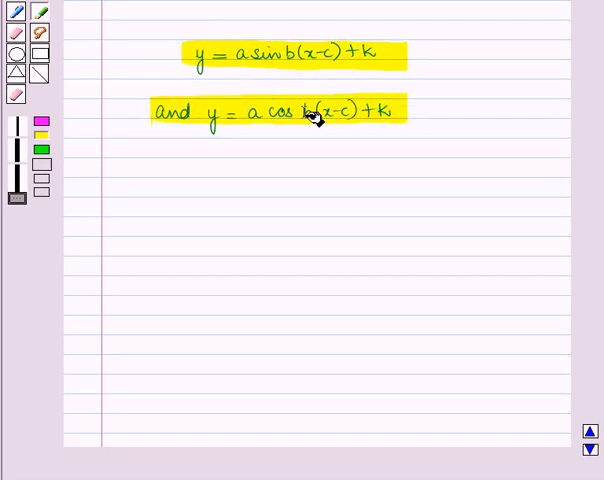 y = a sin b(x-c) + k
and y = a cos b(x-c) + k